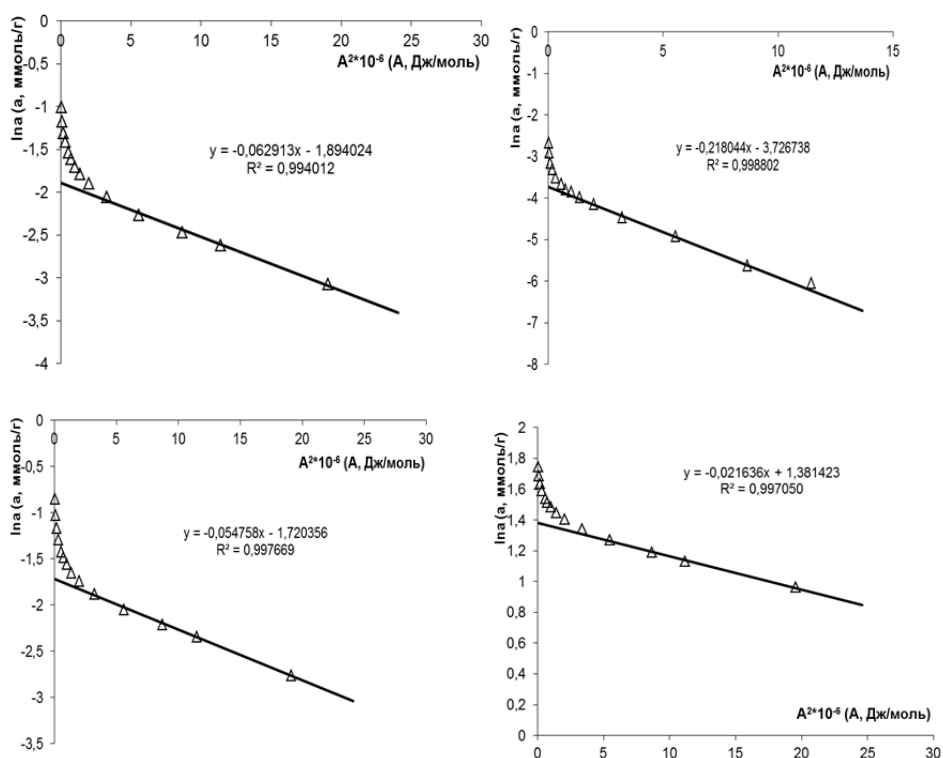 0 5 10 15 20 25 30
0
-0,5
-1
-1,5
-2
-2,5
-3
-3,5
-4
lna (a, ммоль/г)
A²*10⁻⁶ (A, Дж/моль)
y = -0,062913x - 1,894024
R² = 0,994012
0 5 10 15
0
-1
-2
-3
-4
-5
-6
-7
-8
lna (a, ммоль/г)
A²*10⁻⁶ (A, Дж/моль)
y = -0,218044x - 3,726738
R² = 0,998802
0 5 10 15 20 25 30
0
-0,5
-1
-1,5
-2
-2,5
-3
-3,5
lna (a, ммоль/г)
A²*10⁻⁶ (A, Дж/моль)
y = -0,054758x - 1,720356
R² = 0,997669
2
1,8
1,6
1,4
1,2
1
0,8
0,6
0,4
0,2
0
lna (a, ммоль/г)
y = -0,021636x + 1,381423
R² = 0,997050
A²*10⁻⁶ (A, Дж/моль)
0 5 10 15 20 25 30